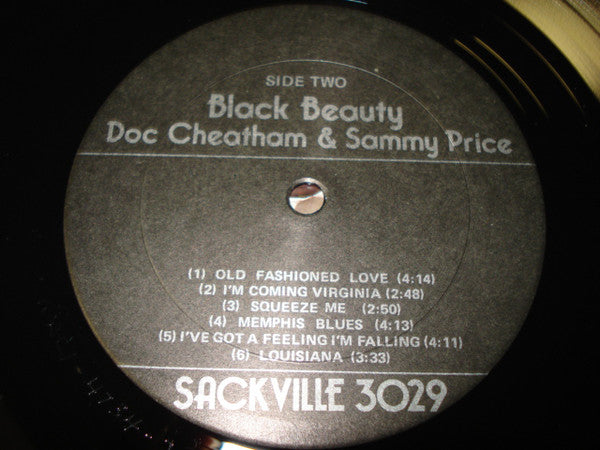 SIDE TWO
Black Beauty
Doc Cheatham & Sammy Price
(1) OLD FASHIONED LOVE (4:14)
(2) I'M COMING VIRGINIA (2:48)
(3) SQUEEZE ME (2:50)
(4) MEMPHIS BLUES (4:13)
(5) I'VE GOT A FEELING I'M FALLING (4:11)
(6) LOUISIANA (3:33)
SACKVILLE 3029